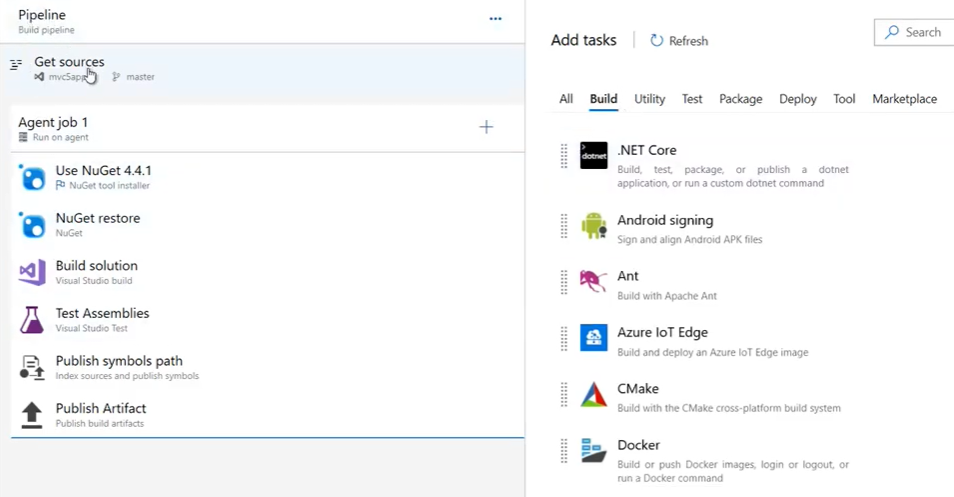 Pipeline
Build pipeline
Get sources
master
Agent job 1
Run on agent
Use NuGet 4.4.1
NuGet tool installer
NuGet restore
NuGet
Build solution
Visual Studio build
Test Assemblies
Visual Studio Test
Publish symbols path
Index sources and publish symbols
Publish Artifact
Publish build artifacts
Add tasks
Refresh
Search
All Build Utility Test Package Deploy Tool Marketplace
dotnet
.NET Core
Build, test, package, or publish a dotnet
application, or run a custom dotnet command
Android signing
Sign and align Android APK files
Ant
Build with Apache Ant
Azure IoT Edge
Build and deploy an Azure IoT Edge image
CMake
Build with the CMake cross-platform build system
Docker
Build or push Docker images, login or logout, or
run a Docker command